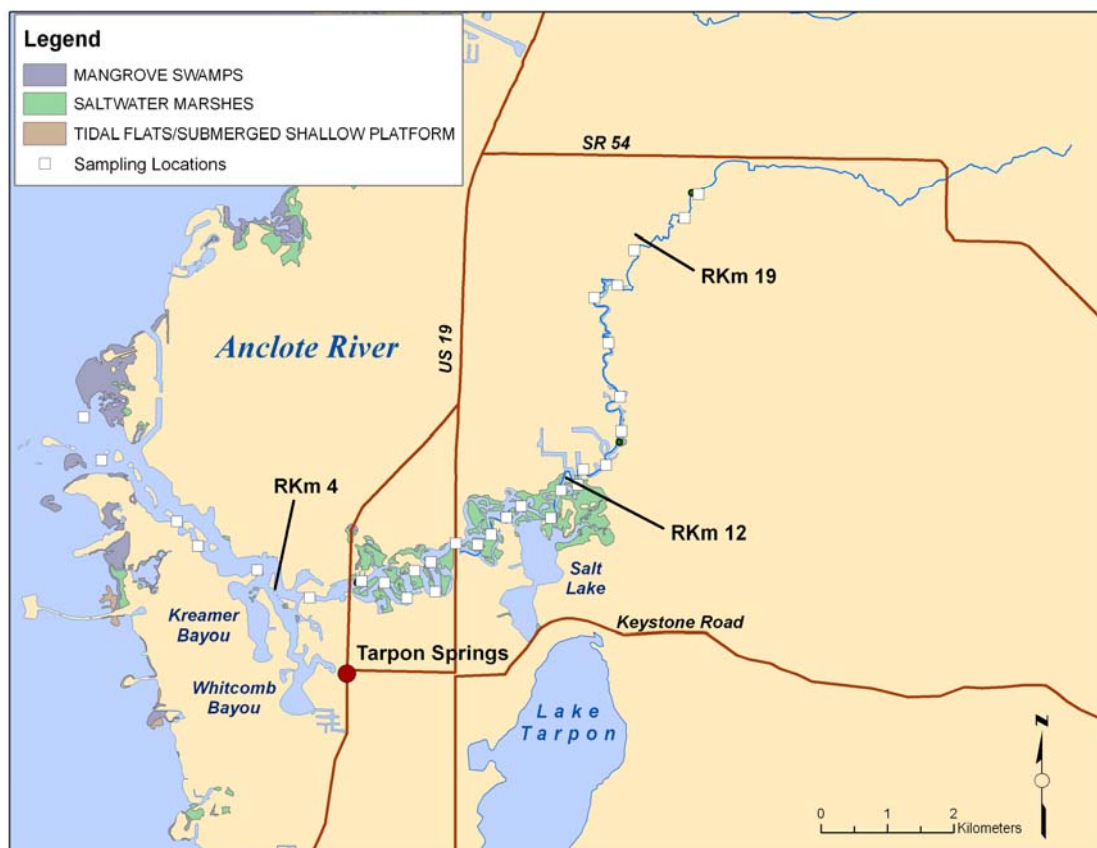 Legend
MANGROVE SWAMPS
SALTWATER MARSHES
TIDAL FLATS/SUBMERGED SHALLOW PLATFORM
Sampling Locations
SR 54
RKm 19
Anclote River
US 19
RKm 4
RKm 12
Salt
Lake
Kreamer
Bayou
Keystone Road
Tarpon Springs
Whitcomb
Bayou
Lake
Tarpon
N
0 1 2
Kilometers